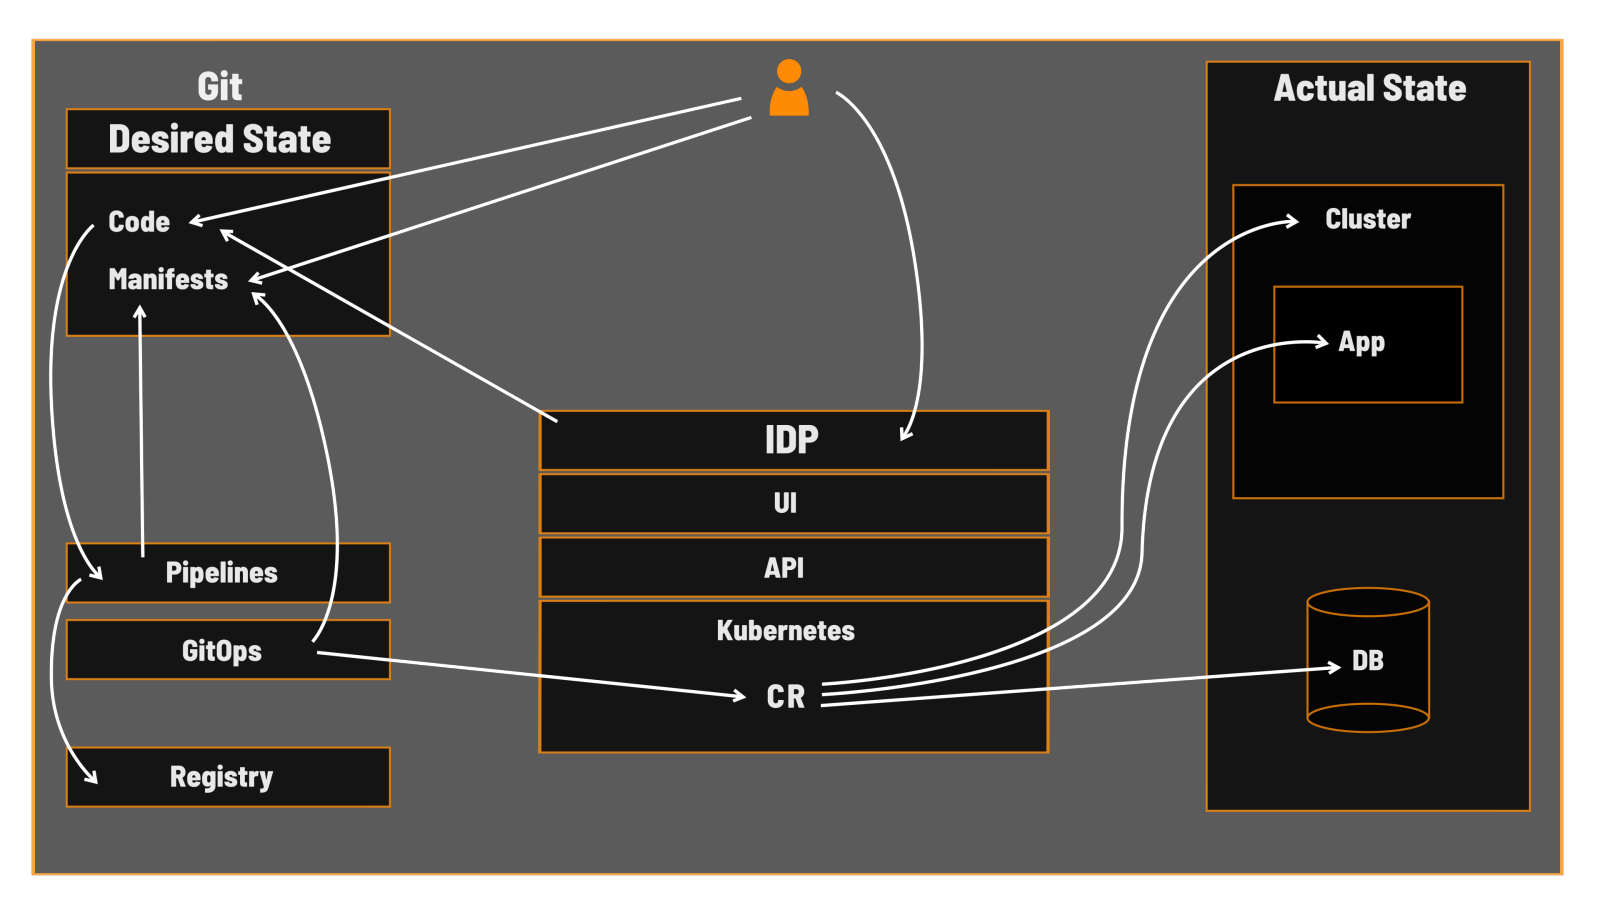 Git
Desired State
Code
Manifests
Pipelines
GitOps
Registry
IDP
UI
API
Kubernetes
CR
Actual State
Cluster
App
DB